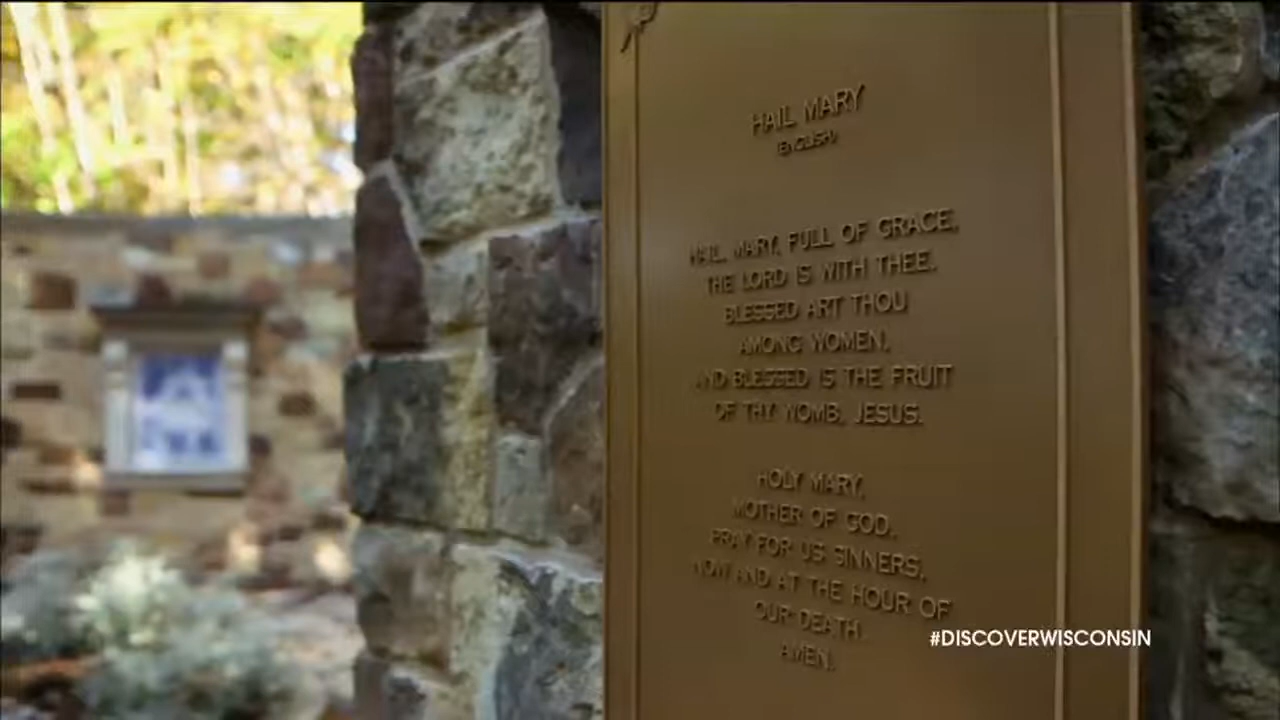 HAIL MARY
(ENGLISH)
HAIL, MARY, FULL OF GRACE,
THE LORD IS WITH THEE.
BLESSED ART THOU
AMONG WOMEN,
AND BLESSED IS THE FRUIT
OF THY WOMB, JESUS.
HOLY MARY,
MOTHER OF GOD,
PRAY FOR US SINNERS,
NOW AND AT THE HOUR OF
OUR DEATH.
AMEN.
#DISCOVERWISCONSIN